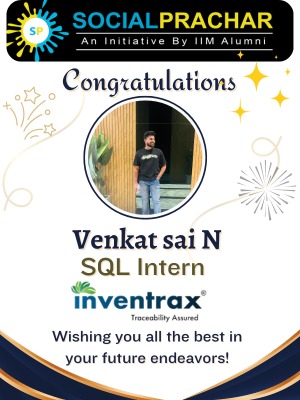 SP
SOCIALPRACHAR
An Initiative By IIM Alumni
Congratulations
Venkat sai N
SQL Intern
inventrax®
Traceability Assured
Wishing you all the best in
your future endeavors!